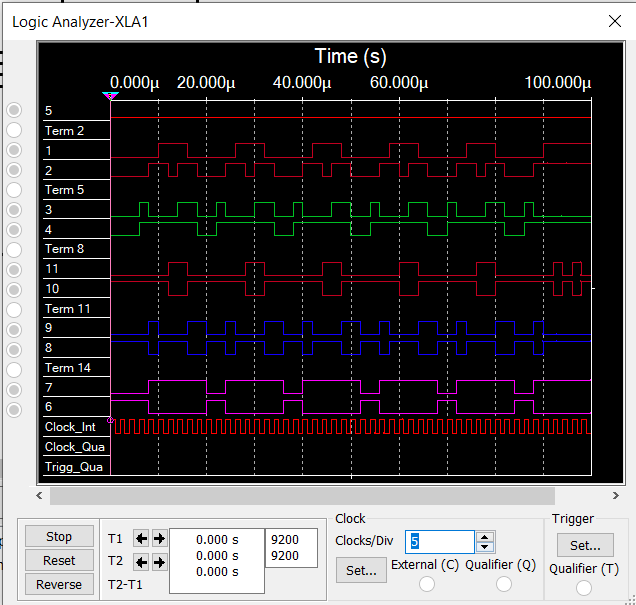 Logic Analyzer-XLA1
Time (s)
0.000µ 20.000µ 40.000µ 60.000µ 100.000µ
5
Term 2
1
2
Term 5
3
4
Term 8
11
10
Term 11
9
8
Term 14
7
6
Clock_Int
Clock_Qua
Trigg_Qua
Stop
Reset
Reverse
T1
T2
T2-T1
0.000 s 9200
0.000 s 9200
0.000 s
Clock
Clocks/Div 5
Set...
External (C) Qualifier (Q)
Trigger
Set...
Qualifier (T)